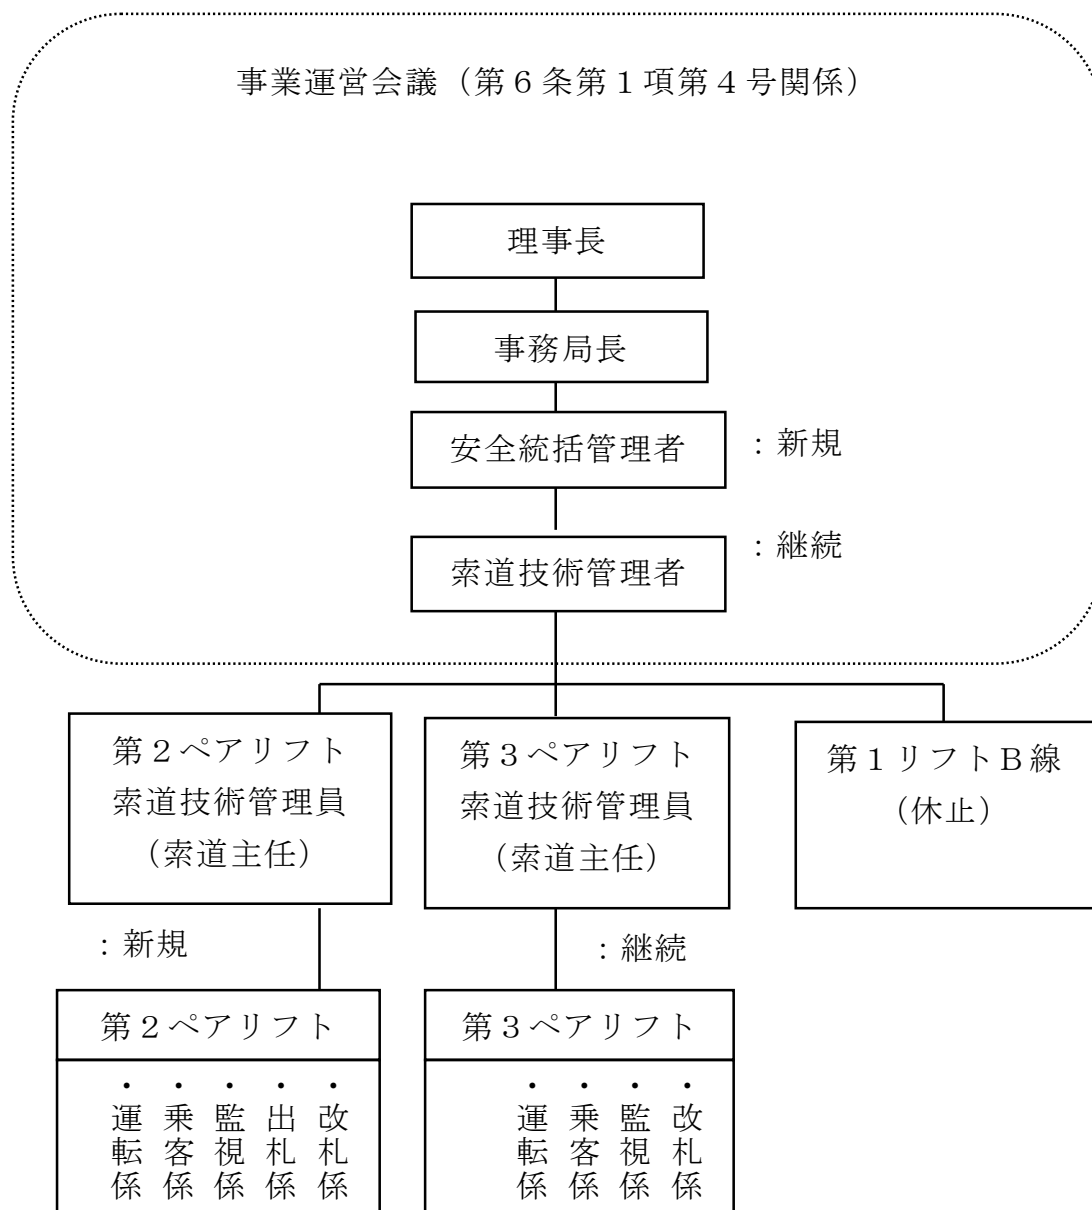 事業運営会議（第６条第１項第４号関係）
理事長
事務局長
安全統括管理者
：新規
：継続
索道技術管理者
第２ペアリフト
索道技術管理員
（索道主任）
第３ペアリフト
索道技術管理員
（索道主任）
第１リフトＢ線
（休止）
：新規
：継続
第２ペアリフト
・改札係
・出札係
・監視係
・乗客係
・運転係
第３ペアリフト
・改札係
・監視係
・乗客係
・運転係